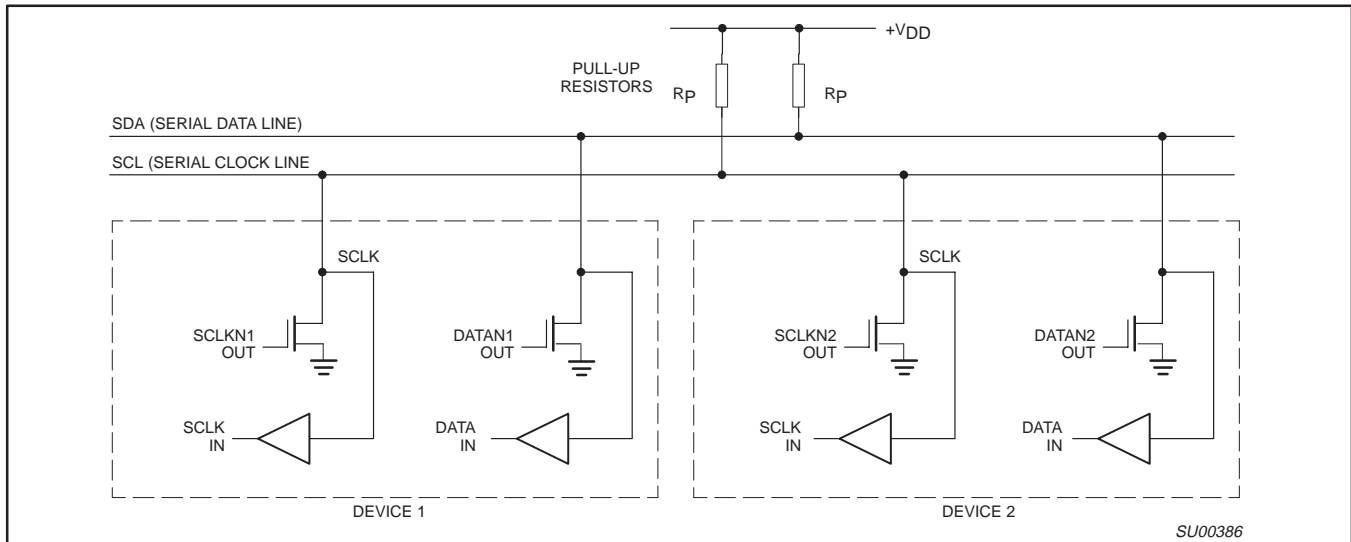 +VDD
PULL-UP
RESISTORS
RP
RP
SDA (SERIAL DATA LINE)
SCL (SERIAL CLOCK LINE
SCLK
SCLK
SCLKN1
OUT
DATAN1
OUT
SCLKN2
OUT
DATAN2
OUT
SCLK
IN
DATA
IN
SCLK
IN
DATA
IN
DEVICE 1
DEVICE 2
SU00386